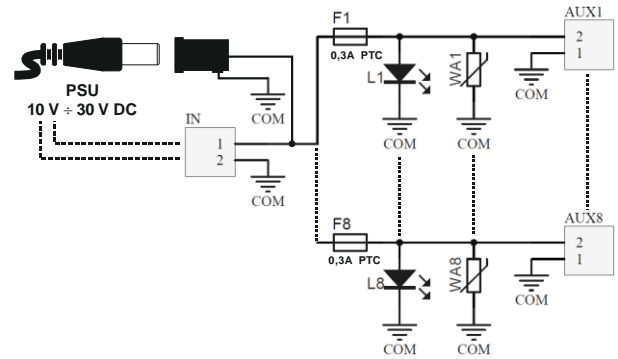 F1
AUX1
0,3A PTC
2
1
L1
WA1
COM
PSU
10 V ÷ 30 V DC
COM
COM
COM
IN
1
2
COM
F8
AUX8
0,3A PTC
2
1
L8
WA8
COM
COM
COM